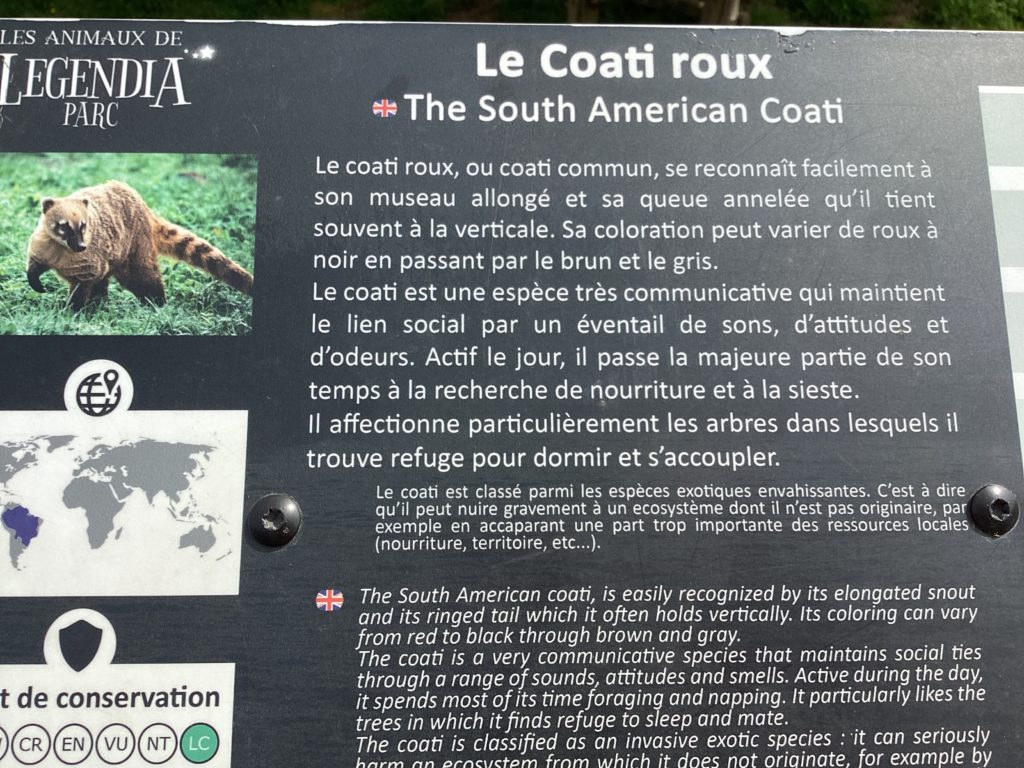 LES ANIMAUX DE
LEGENDIA
PARC
Le Coati roux
The South American Coati
Le coati roux, ou coati commun, se reconnaît facilement à
son museau allongé et sa queue annelée qu'il tient
souvent à la verticale. Sa coloration peut varier de roux à
noir en passant par le brun et le gris.
Le coati est une espèce très communicative qui maintient
le lien social par un éventail de sons, d'attitudes et
d'odeurs. Actif le jour, il passe la majeure partie de son
temps à la recherche de nourriture et à la sieste.
Il affectionne particulièrement les arbres dans lesquels il
trouve refuge pour dormir et s'accoupler.
Le coati est classé parmi les espèces exotiques envahissantes. C'est à dire
qu'il peut nuire gravement à un ecosystème dont il n'est pas originaire, par
exemple en accaparant une part trop importante des ressources locales
(nourriture, territoire, etc...).
The South American coati, is easily recognized by its elongated snout
and its ringed tail which it often holds vertically. Its coloring can vary
from red to black through brown and gray.
The coati is a very communicative species that maintains social ties
through a range of sounds, attitudes and smells. Active during the day,
it spends most of its time foraging and napping. It particularly likes the
trees in which it finds refuge to sleep and mate.
The coati is classified as an invasive exotic species : it can seriously
harm an ecosystem from which it does not originate, for example by
t de conservation
CR EN VU NT LC